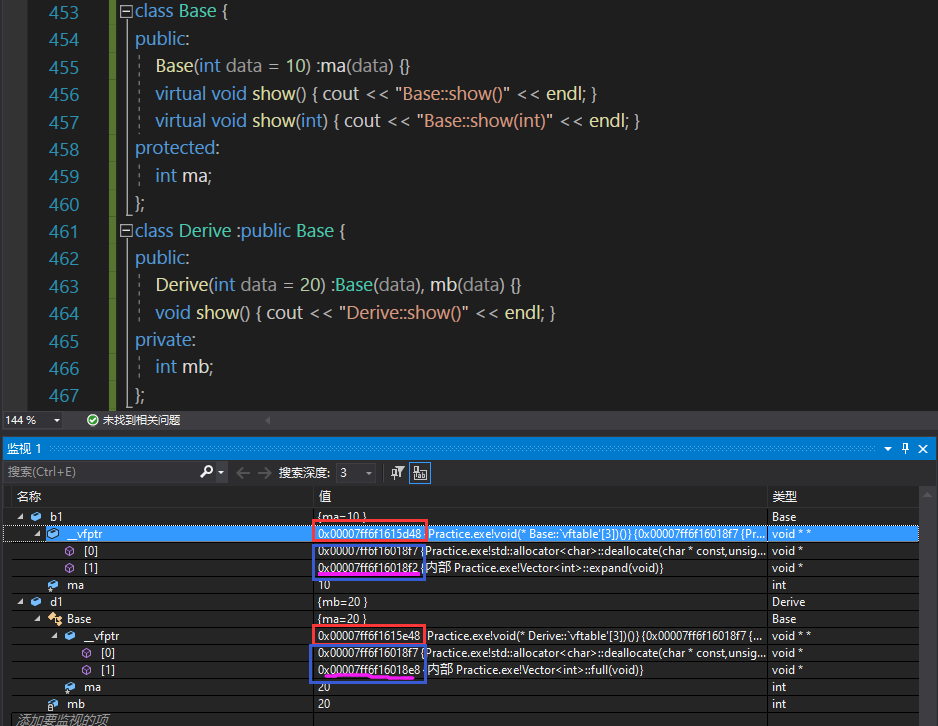 453 class Base {
454 public:
455 Base(int data = 10) :ma(data) {}
456 virtual void show() { cout << "Base::show()" << endl; }
457 virtual void show(int) { cout << "Base::show(int)" << endl; }
458 protected:
459 int ma;
460 };
461 class Derive :public Base {
462 public:
463 Derive(int data = 20) :Base(data), mb(data) {}
464 void show() { cout << "Derive::show()" << endl; }
465 private:
466 int mb;
467 };
144 % 未找到相关问题
监视 1
搜索(Ctrl+E) 搜索深度: 3
名称 值 类型
b1 {ma=10 } Base
__vfptr 0x00007ff6f1615d48 {Practice.exe!void(* Base::`vftable'[3])()} {0x00007ff6f16018f7 {Pr... void * *
[0] 0x00007ff6f16018f7 {Practice.exe!std::allocator<char>::deallocate(char * const,unsig... void *
[1] 0x00007ff6f16018f2 {内部 Practice.exe!Vector<int>::expand(void)} void *
ma 10 int
d1 {mb=20 } Derive
Base {ma=20 } Base
__vfptr 0x00007ff6f1615e48 {Practice.exe!void(* Derive::`vftable'[3])()} {0x00007ff6f16018f7 {... void * *
[0] 0x00007ff6f16018f7 {Practice.exe!std::allocator<char>::deallocate(char * const,unsig... void *
[1] 0x00007ff6f16018e8 {内部 Practice.exe!Vector<int>::full(void)} void *
ma 20 int
mb 20 int
添加要监视的项